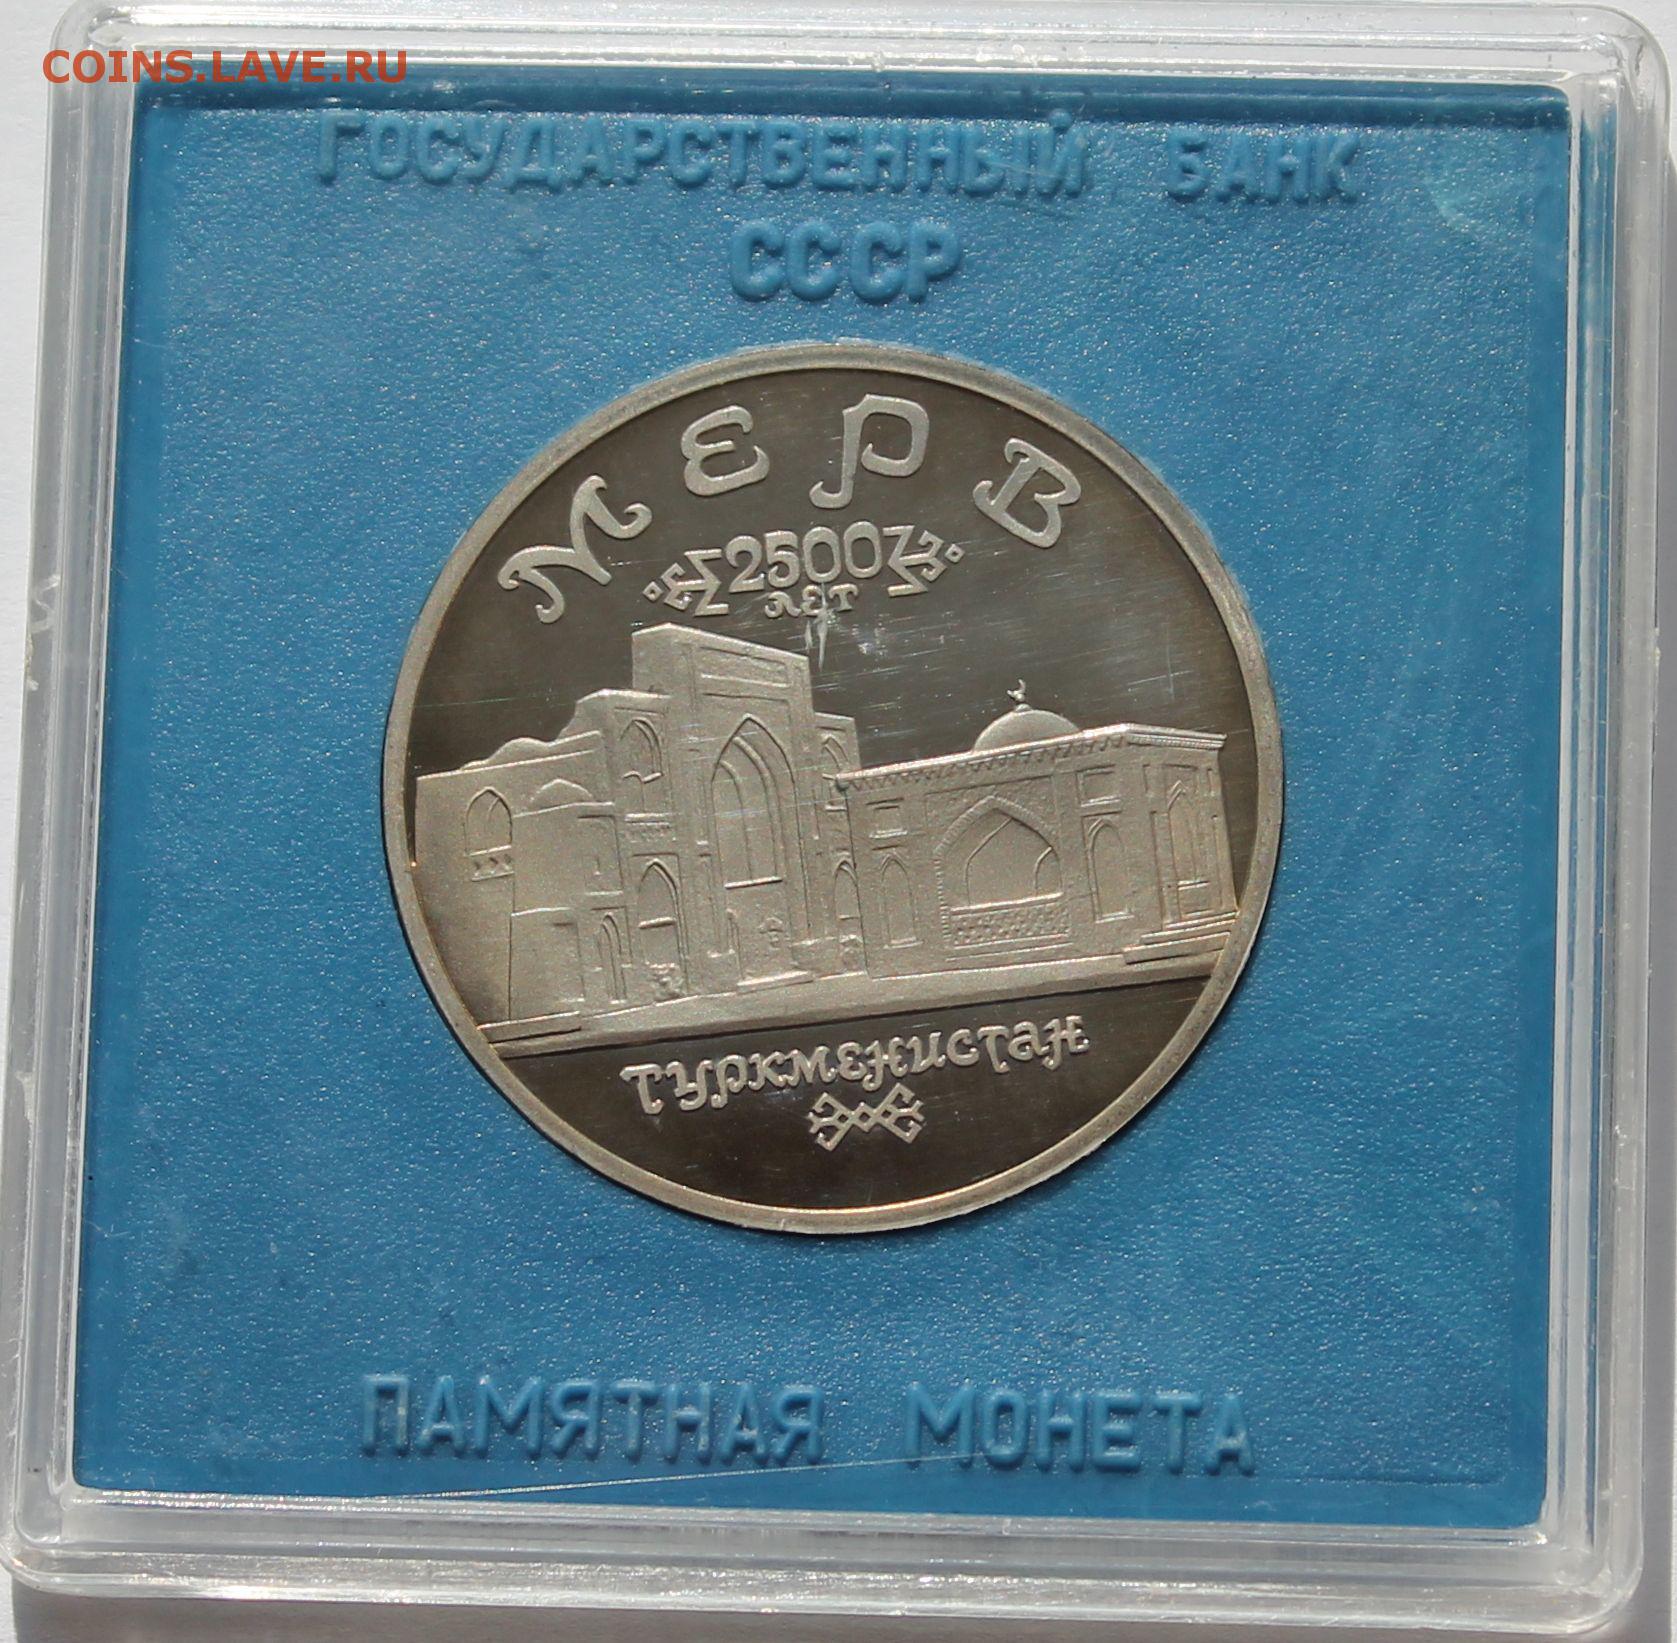 COINS.LAVE.RU
ГОСУДАРСТВЕННЫЙ БАНК
СССР
МЕРВ
2500
ЛЕТ
ТУРКМЕНИСТАН
ПАМЯТНАЯ МОНЕТА